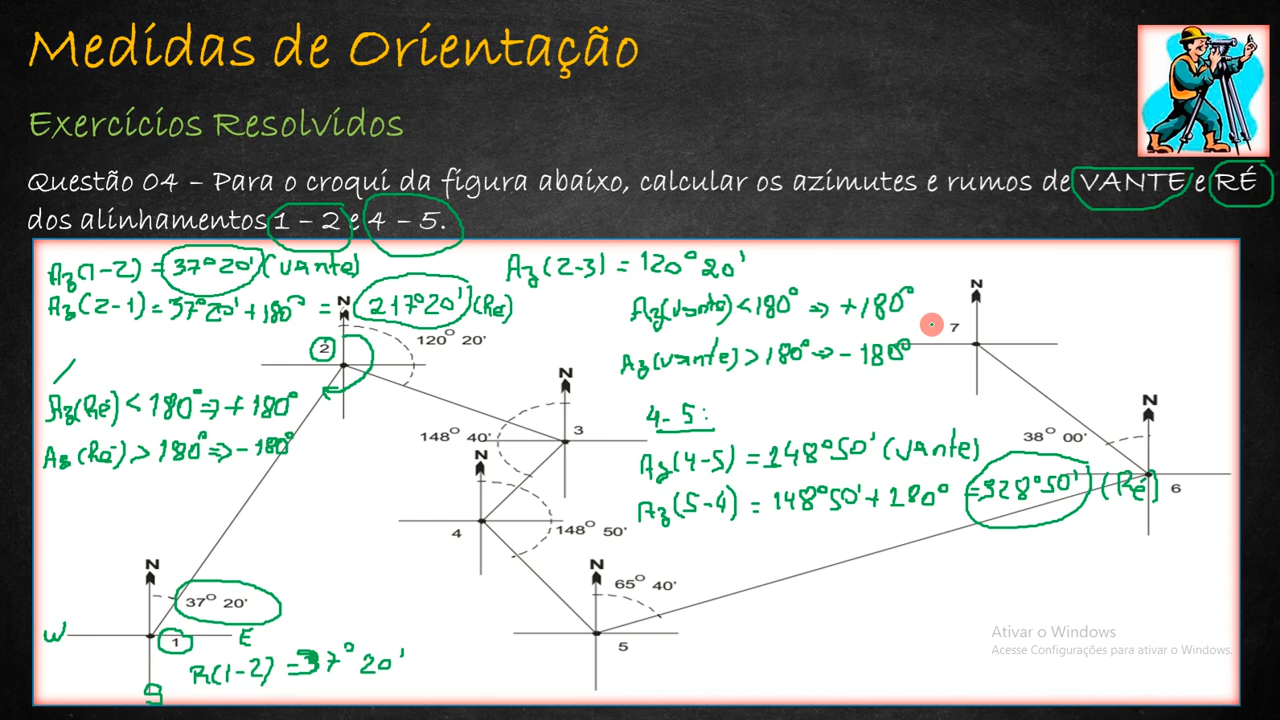 Medidas de Orientação
Exercícios Resolvidos
Questão 04 – Para o croqui da figura abaixo, calcular os azimutes e rumos de VANTE e RÉ
dos alinhamentos 1 – 2 e 4 – 5.
Az(1-2) = 37°20' (vante)
Az(2-1) = 37°20' + 180° = 217°20' (Ré)
Az(2-3) = 120°20'
Az(vante) < 180° => +180°
Az(vante) > 180° => -180°
Az(Ré) < 180° => +180°
Az(Ré) > 180° => -180°
4-5:
Az(4-5) = 148°50' (vante)
Az(5-4) = 148°50' + 180° = 328°50' (Ré)
N
2
120° 20'
N
3
148° 40'
N
4
148° 50'
N
7
N
38° 00'
6
N
65° 40'
5
N
37° 20'
W
1
E
S
R(1-2) = 37°20'
Ativar o Windows
Acesse Configurações para ativar o Windows.